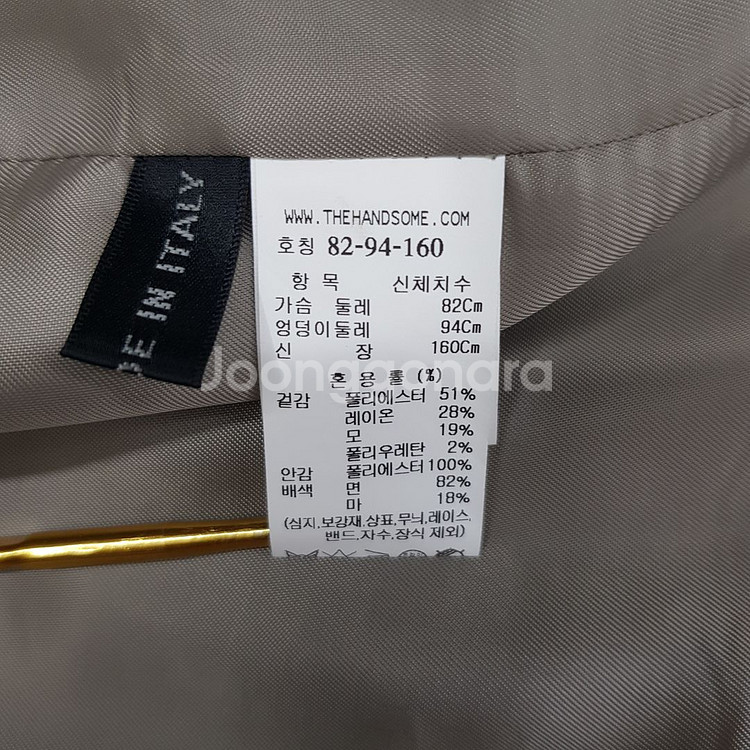 WWW.THEHANDSOME.COM
호칭 82-94-160
항 목 신체치수
가슴 둘레 82Cm
엉덩이둘레 94Cm
신 장 160Cm
혼 용 률 (%)
겉감 폴리에스터 51%
레이온 28%
모 19%
폴리우레탄 2%
안감 폴리에스터 100%
배색 면 82%
마 18%
(심지,보강재,상표,무늬,레이스,
밴드,자수,장식 제외)
IN ITALY
Joonggonara